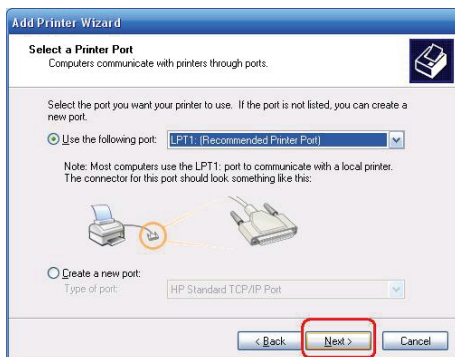 Add Printer Wizard
Select a Printer Port
Computers communicate with printers through ports.
Select the port you want your printer to use. If the port is not listed, you can create a
new port.
Use the following port: LPT1: (Recommended Printer Port)
Note: Most computers use the LPT1: port to communicate with a local printer.
The connector for this port should look something like this:
Create a new port:
Type of port: HP Standard TCP/IP Port
< Back Next > Cancel